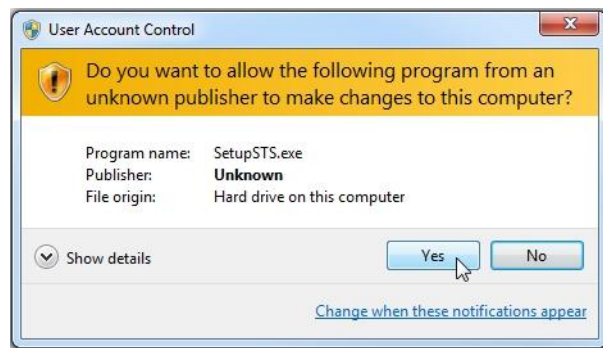 User Account Control
Do you want to allow the following program from an
unknown publisher to make changes to this computer?
Program name: SetupSTS.exe
Publisher: Unknown
File origin: Hard drive on this computer
Show details
Yes
No
Change when these notifications appear